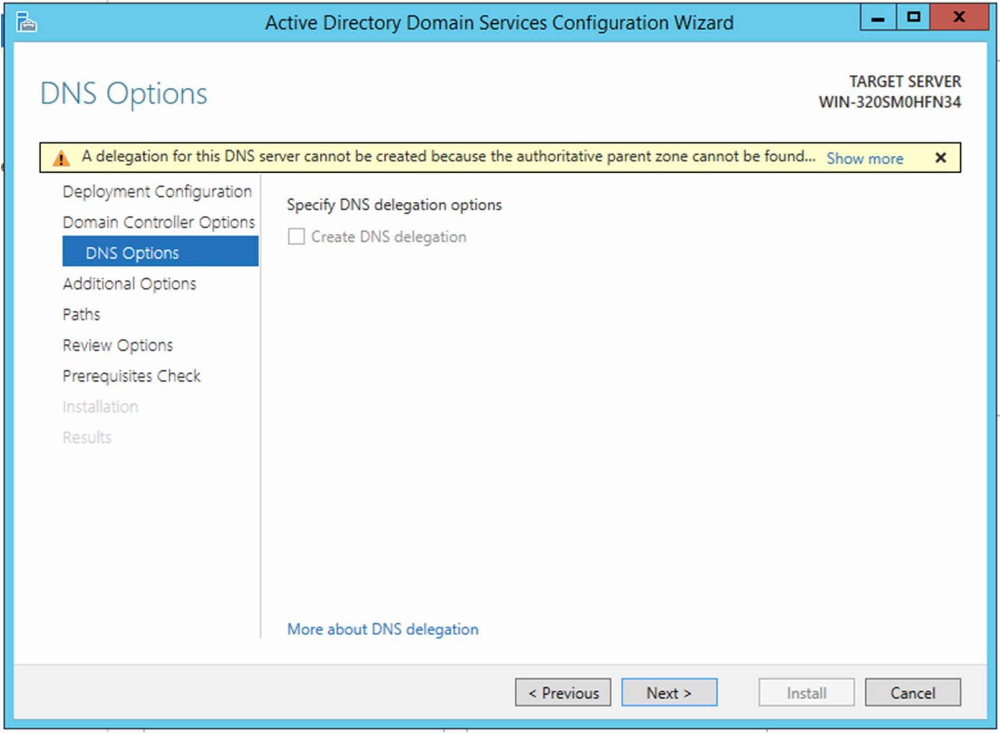 Active Directory Domain Services Configuration Wizard
DNS Options
TARGET SERVER
WIN-320SM0HFN34
A delegation for this DNS server cannot be created because the authoritative parent zone cannot be found... Show more
Deployment Configuration
Domain Controller Options
DNS Options
Additional Options
Paths
Review Options
Prerequisites Check
Installation
Results
Specify DNS delegation options
Create DNS delegation
More about DNS delegation
< Previous
Next >
Install
Cancel